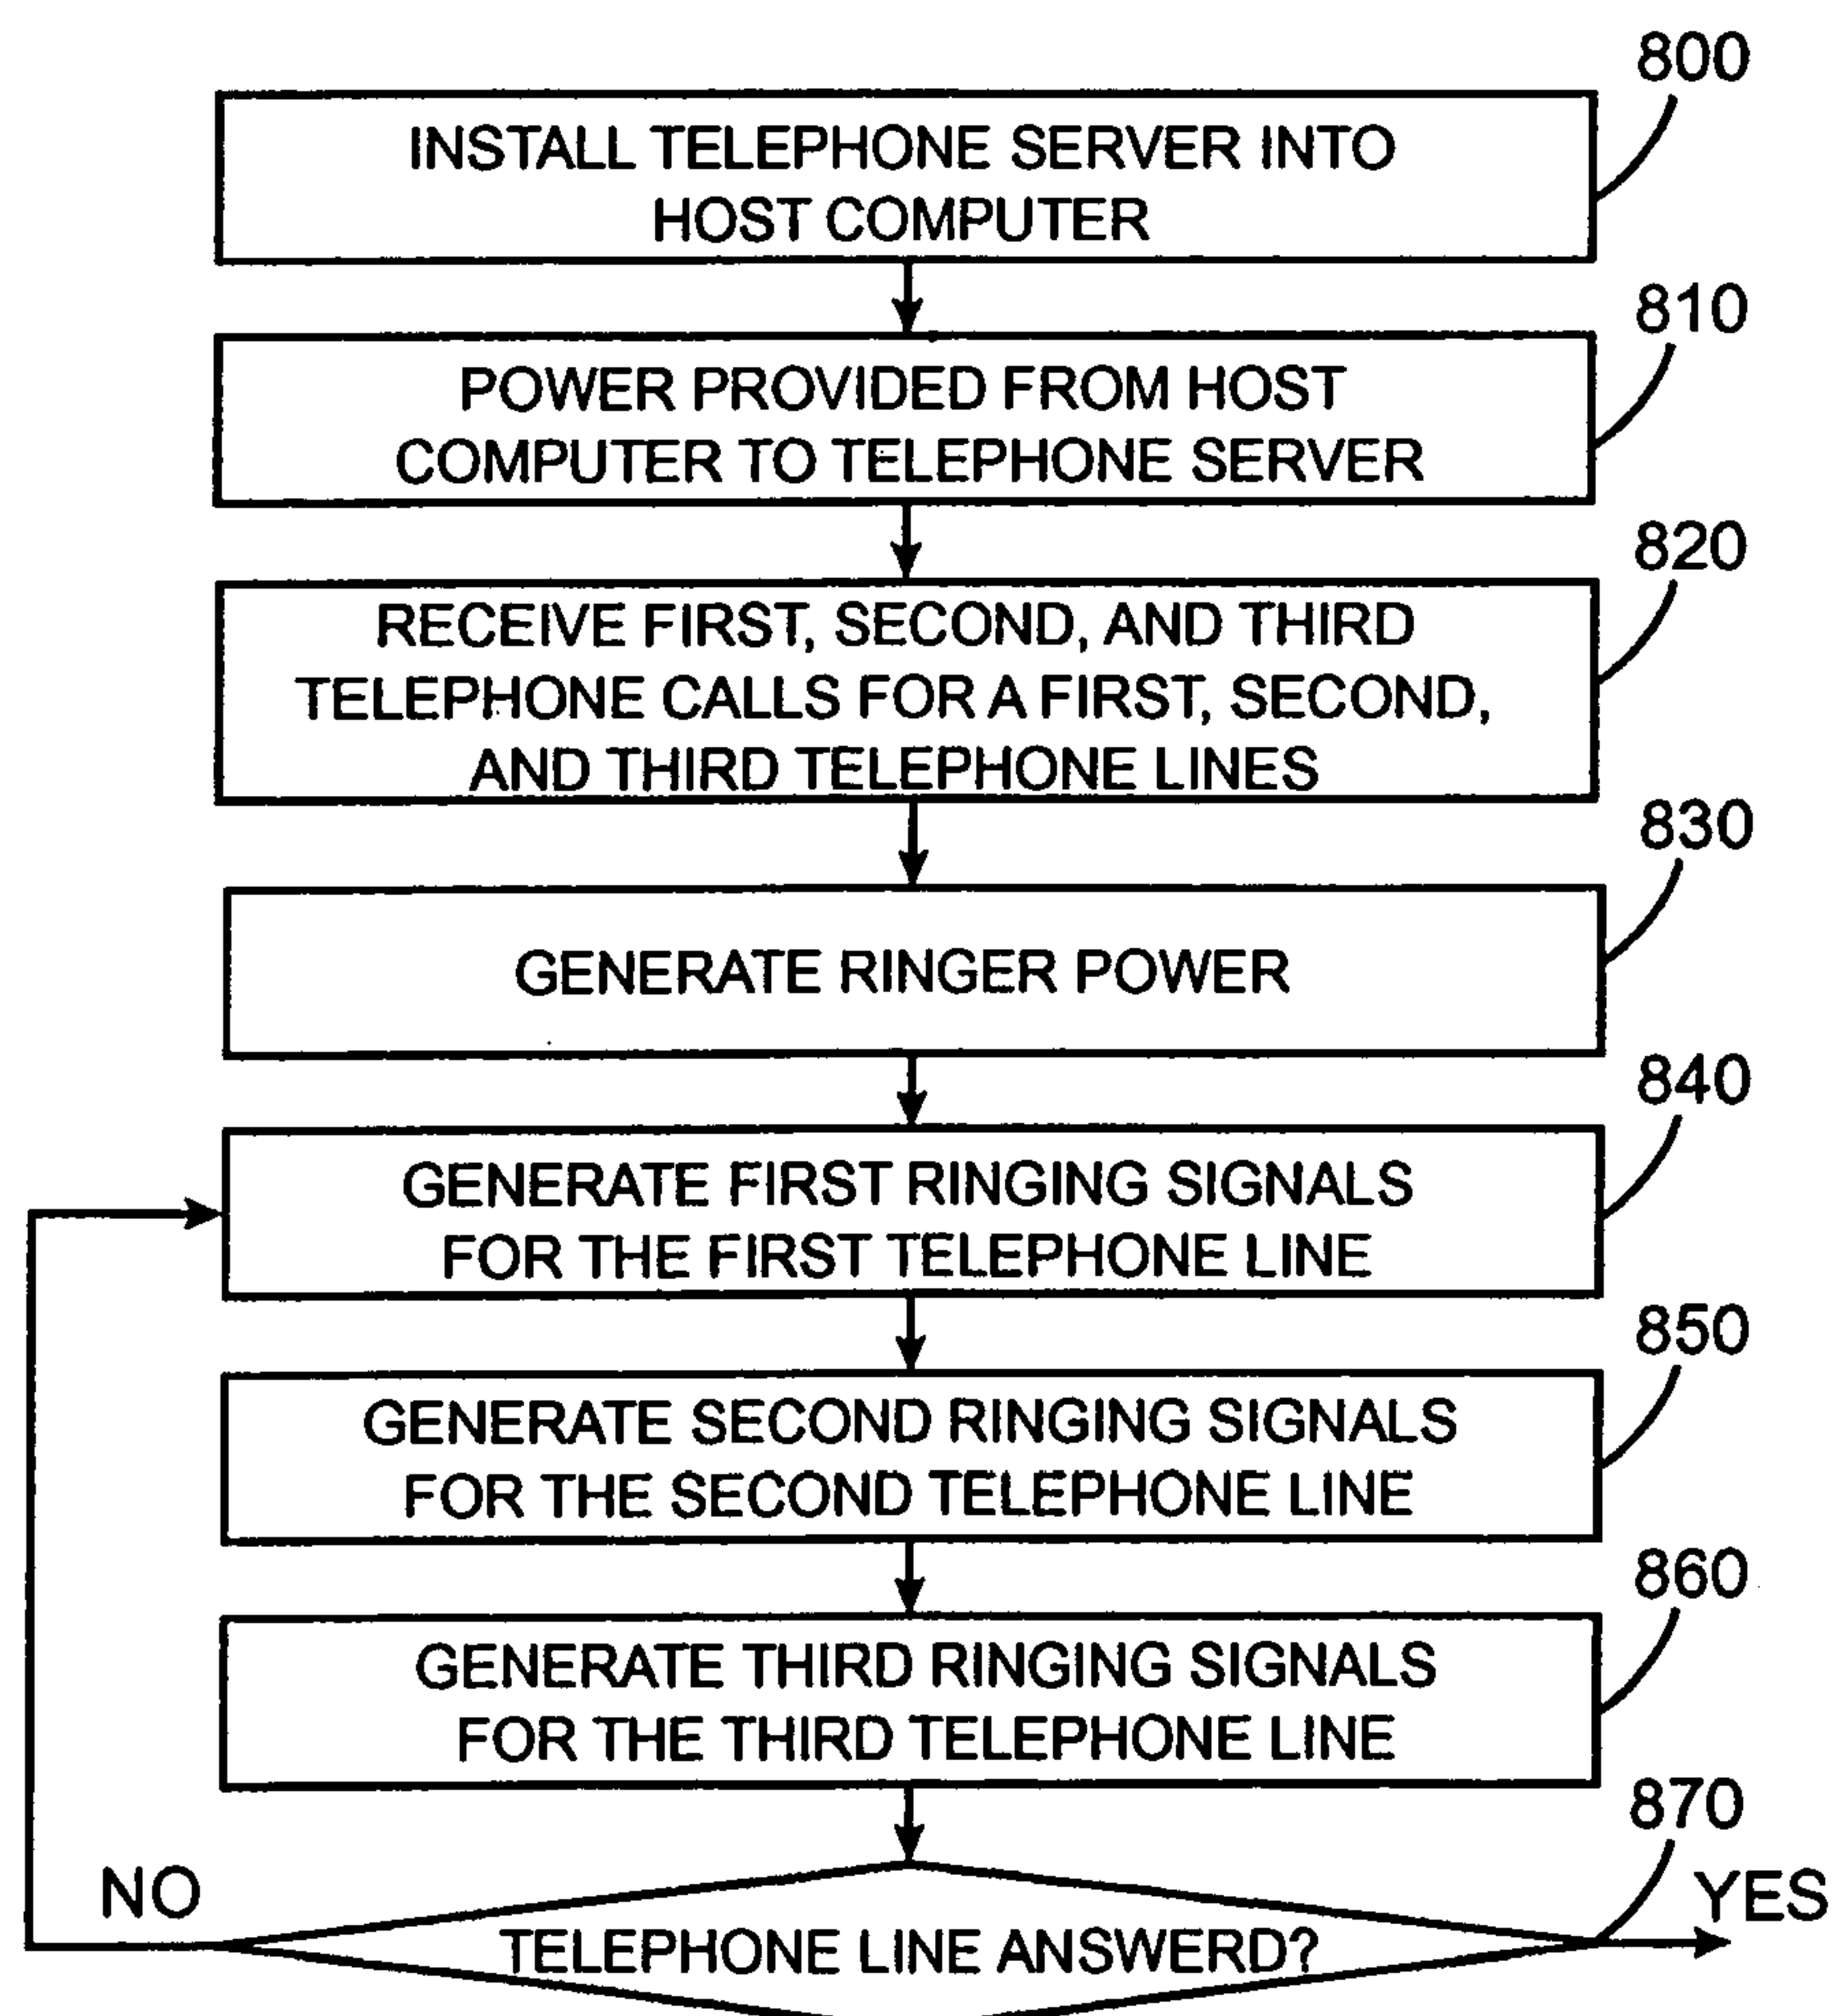 800
INSTALL TELEPHONE SERVER INTO
HOST COMPUTER
810
POWER PROVIDED FROM HOST
COMPUTER TO TELEPHONE SERVER
820
RECEIVE FIRST, SECOND, AND THIRD
TELEPHONE CALLS FOR A FIRST, SECOND,
AND THIRD TELEPHONE LINES
830
GENERATE RINGER POWER
840
GENERATE FIRST RINGING SIGNALS
FOR THE FIRST TELEPHONE LINE
850
GENERATE SECOND RINGING SIGNALS
FOR THE SECOND TELEPHONE LINE
860
GENERATE THIRD RINGING SIGNALS
FOR THE THIRD TELEPHONE LINE
870
NO
YES
TELEPHONE LINE ANSWERD?